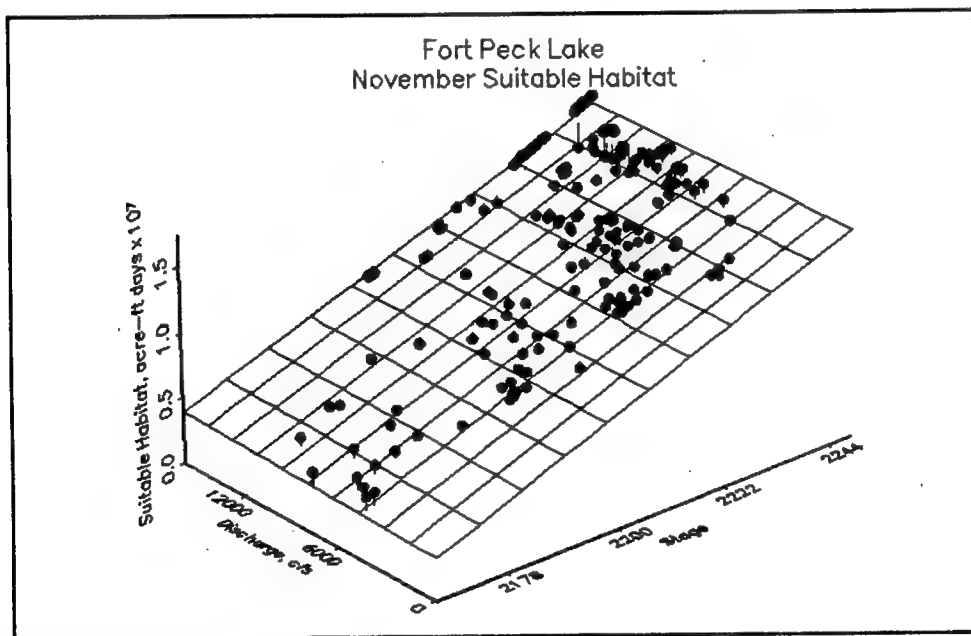 Fort Peck Lake
November Suitable Habitat
Suitable Habitat, acre-ft days x 10⁷
1.5
1.0
0.5
0.0
12000
6000
0
Discharge, cfs
2178
2200
2222
2244
Stage